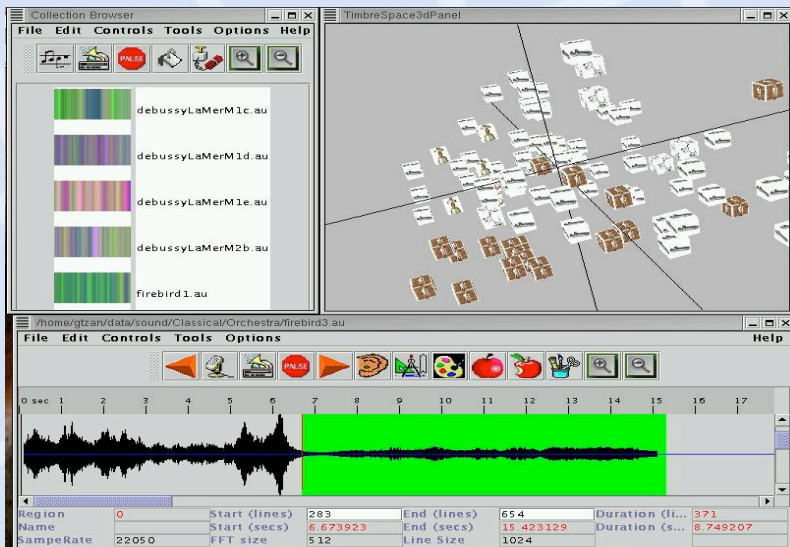 Collection Browser
File Edit Controls Tools Options Help
PAUSE
debussyLaMerM1c.au
debussyLaMerM1d.au
debussyLaMerM1e.au
debussyLaMerM2b.au
firebird1.au
TimbreSpace3dPanel
/home/gtzan/data/sound/Classical/Orchestra/firebird3.au
File Edit Controls Tools Options Help
PAUSE
0 sec 1 2 3 4 5 6 7 8 9 10 11 12 13 14 15 16 17
Region 0 Start (lines) 283 End (lines) 654 Duration (li... 371
Name Start (secs) 6.673923 End (secs) 15.423129 Duration (s... 8.749207
SampeRate 22050 FFT size 512 Line Size 1024